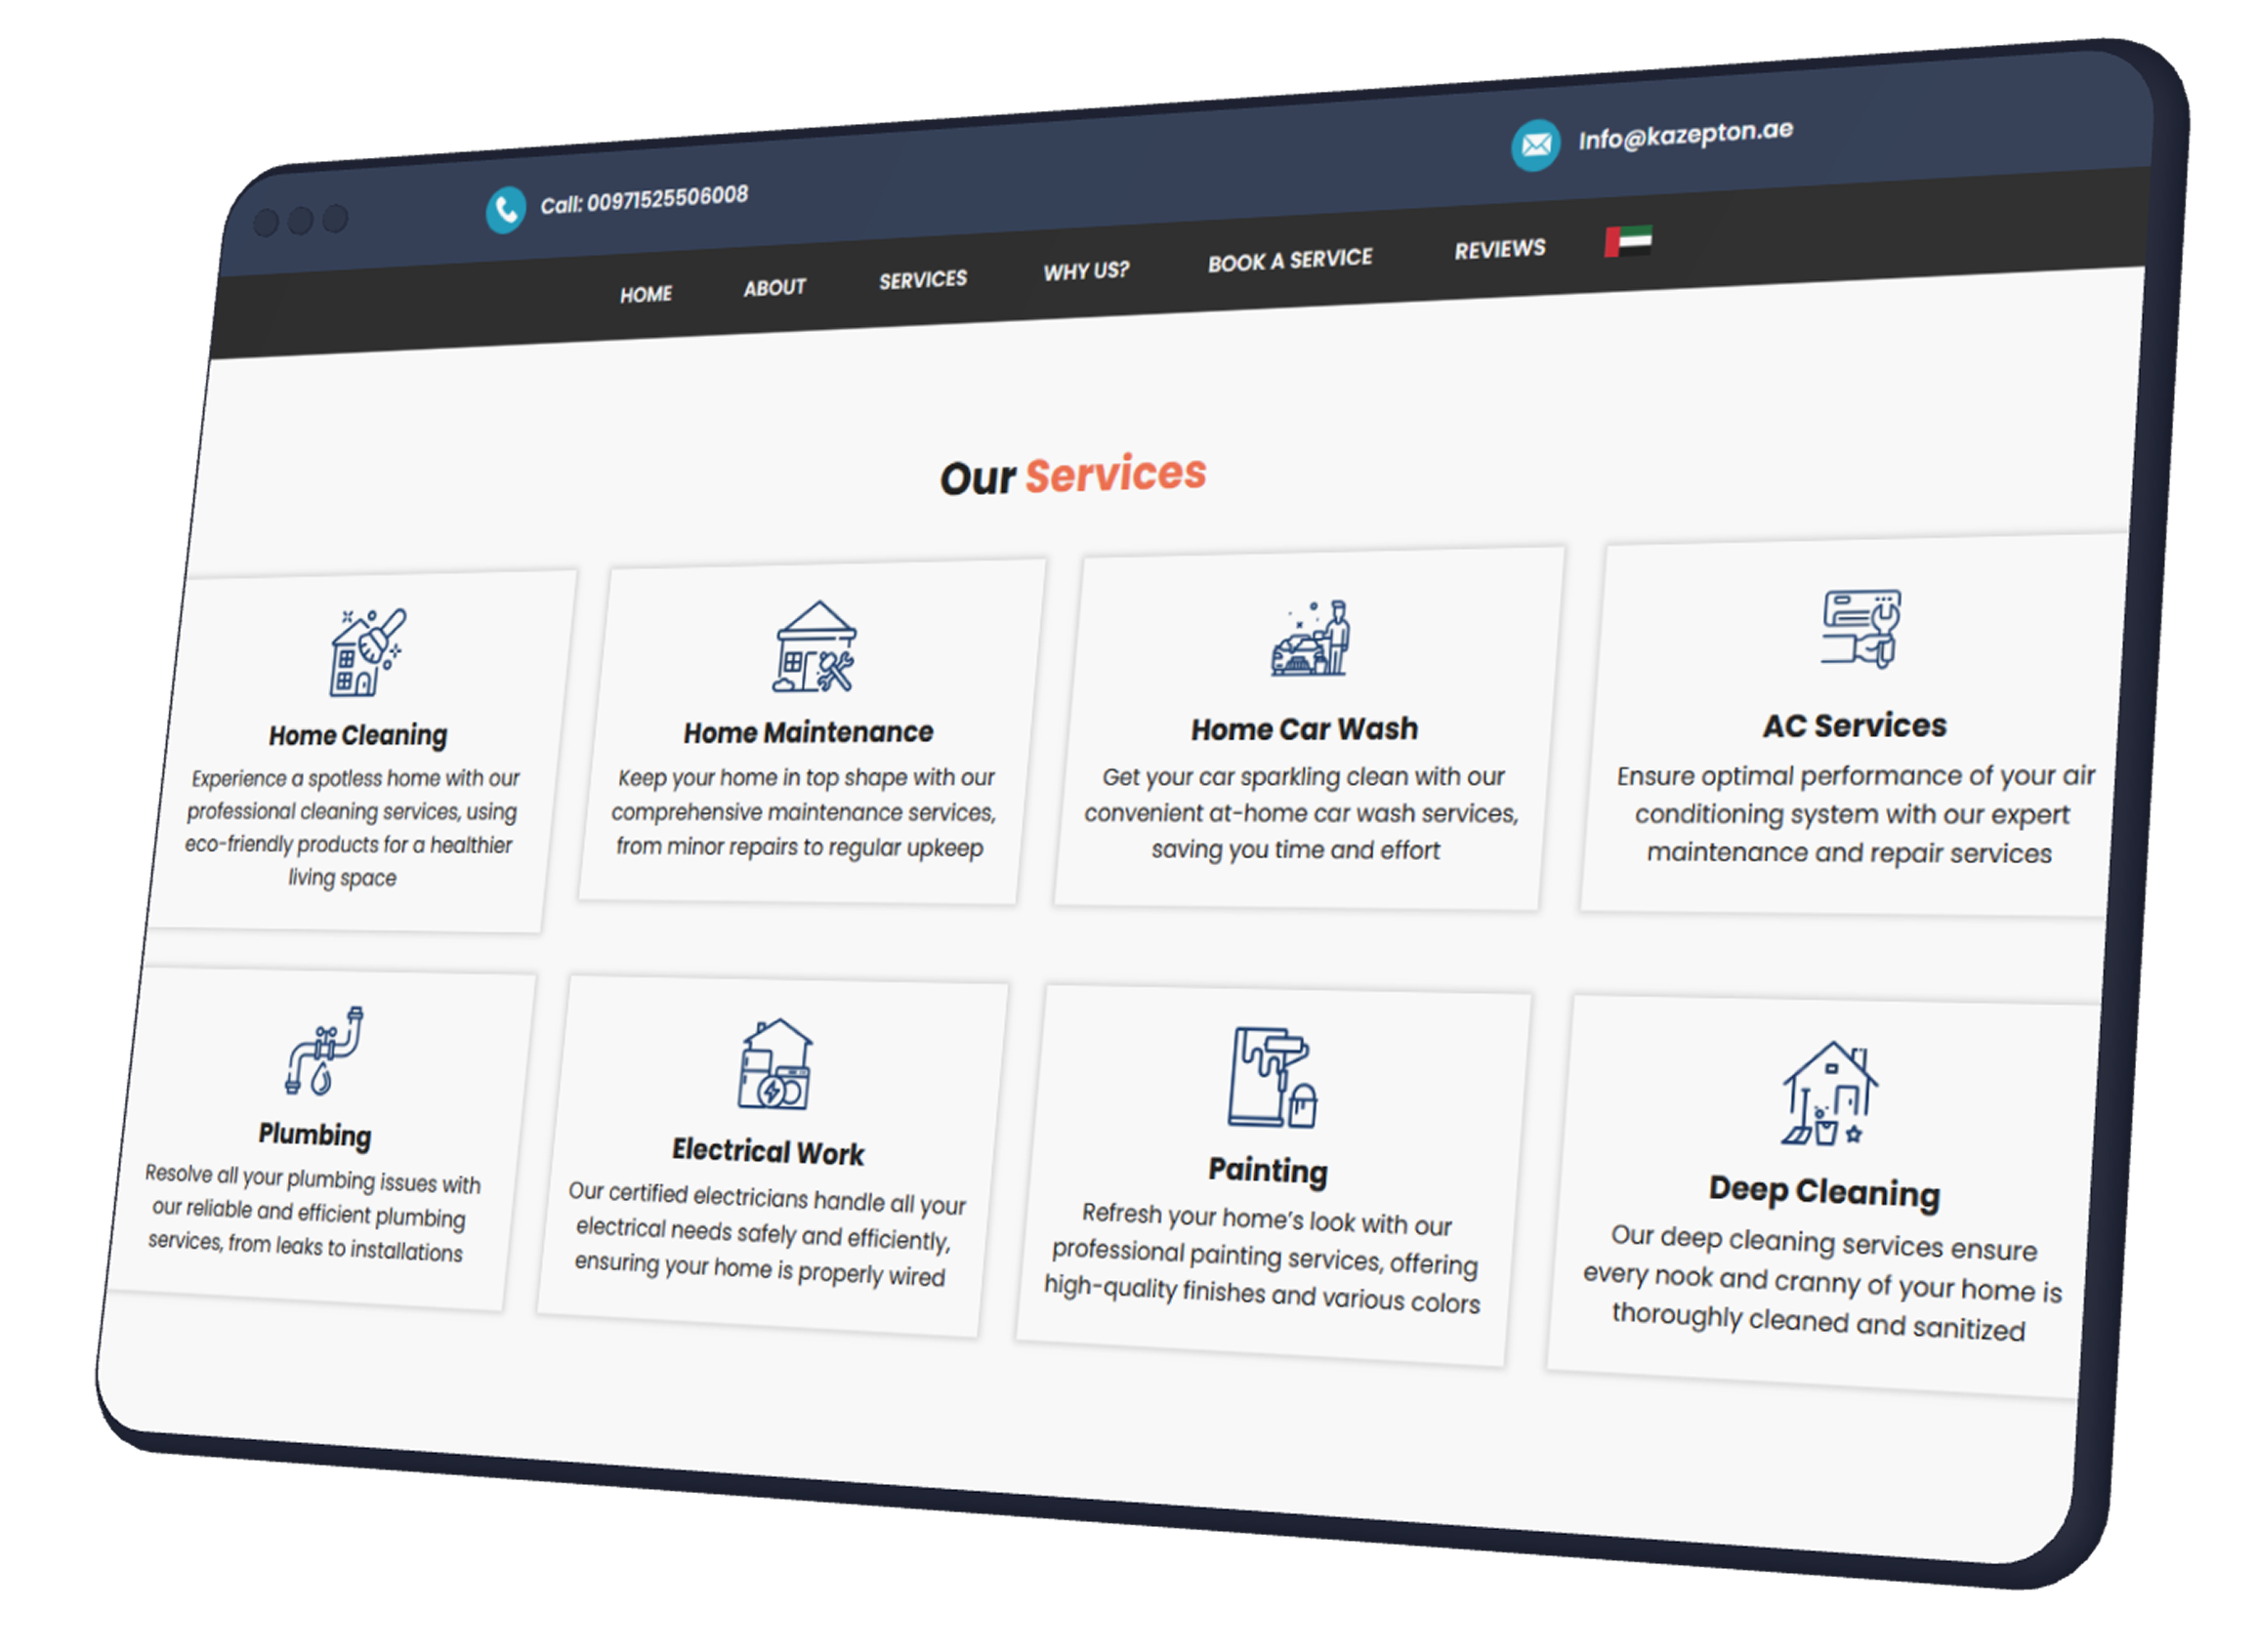 Call: 00971525506008
Info@kazepton.ae
HOME ABOUT SERVICES WHY US? BOOK A SERVICE REVIEWS
Our Services
Home Cleaning
Experience a spotless home with our
professional cleaning services, using
eco-friendly products for a healthier
living space
Home Maintenance
Keep your home in top shape with our
comprehensive maintenance services,
from minor repairs to regular upkeep
Home Car Wash
Get your car sparkling clean with our
convenient at-home car wash services,
saving you time and effort
AC Services
Ensure optimal performance of your air
conditioning system with our expert
maintenance and repair services
Plumbing
Resolve all your plumbing issues with
our reliable and efficient plumbing
services, from leaks to installations
Electrical Work
Our certified electricians handle all your
electrical needs safely and efficiently,
ensuring your home is properly wired
Painting
Refresh your home’s look with our
professional painting services, offering
high-quality finishes and various colors
Deep Cleaning
Our deep cleaning services ensure
every nook and cranny of your home is
thoroughly cleaned and sanitized